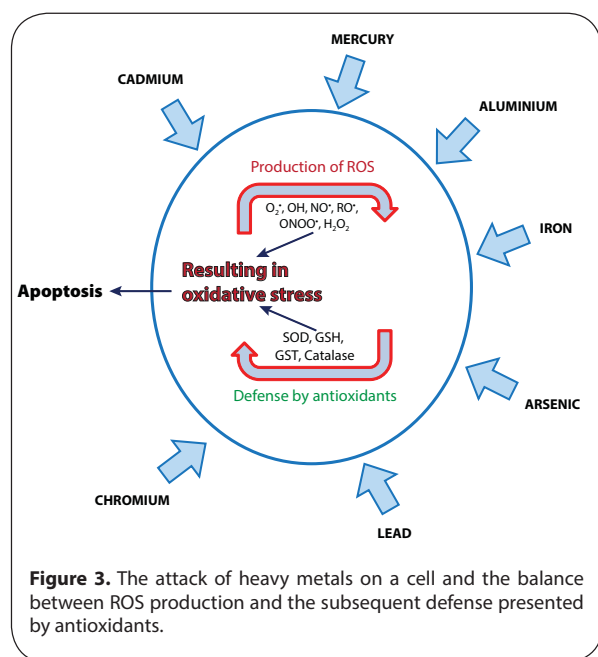 MERCURY
CADMIUM
ALUMINIUM
Production of ROS
O₂•, OH, NO•, RO•,
ONOO•, H₂O₂
IRON
Resulting in
oxidative stress
Apoptosis
SOD, GSH,
GST, Catalase
Defense by antioxidants
ARSENIC
CHROMIUM
LEAD
Figure 3. The attack of heavy metals on a cell and the balance
between ROS production and the subsequent defense presented
by antioxidants.